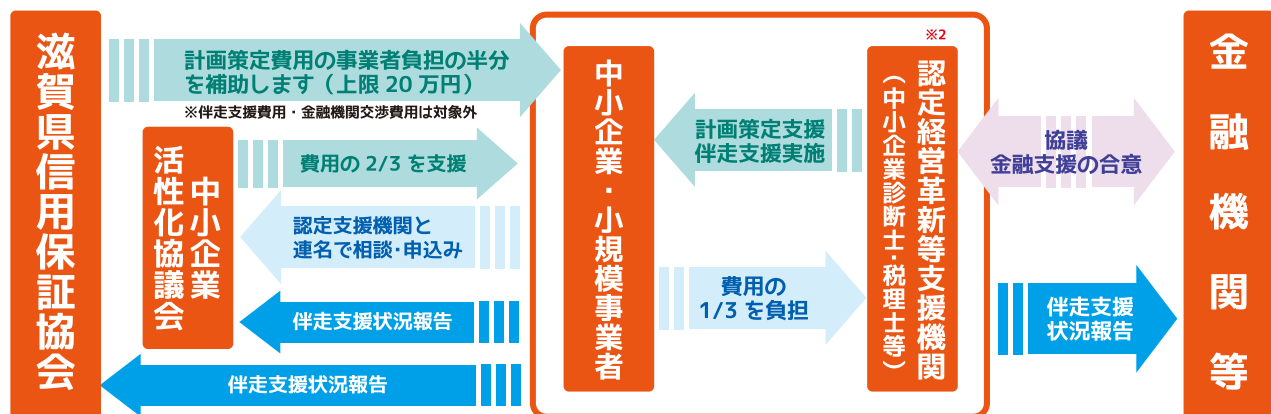 滋賀県信用保証協会
計画策定費用の事業者負担の半分
を補助します（上限 20 万円）
※伴走支援費用・金融機関交渉費用は対象外
中小企業
活性化協議会
費用の 2/3 を支援
認定支援機関と
連名で相談・申込み
伴走支援状況報告
伴走支援状況報告
中小企業・小規模事業者
計画策定支援
伴走支援実施
費用の
1/3 を負担
※2
認定経営革新等支援機関
（中小企業診断士・税理士等）
協議
金融支援の合意
伴走支援
状況報告
金融機関等